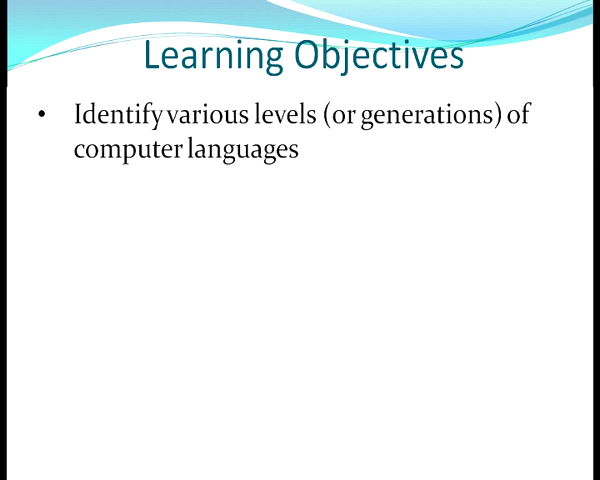 Learning Objectives
• Identify various levels (or generations) of
computer languages